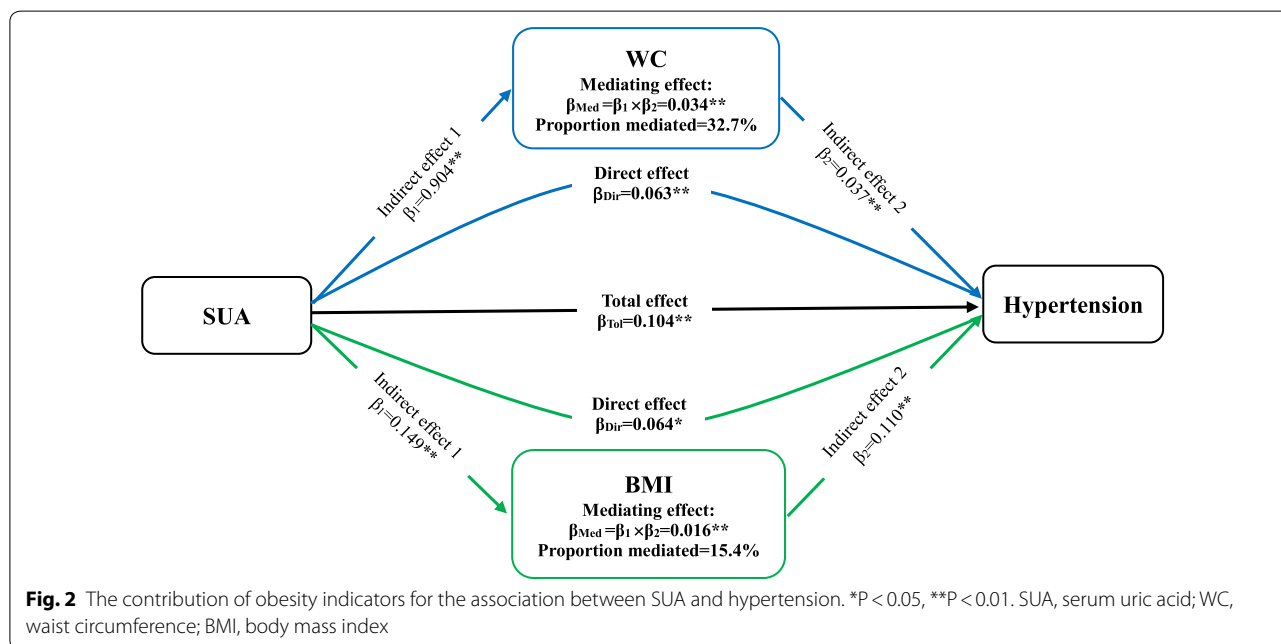 WC
Mediating effect:
βMed =β1 ×β2=0.034**
Proportion mediated=32.7%
Indirect effect 1
β1=0.904**
Indirect effect 2
β2=0.037**
Direct effect
βDir=0.063**
SUA
Total effect
βTol=0.104**
Hypertension
Direct effect
βDir=0.064*
Indirect effect 1
β1=0.149**
Indirect effect 2
β2=0.110**
BMI
Mediating effect:
βMed =β1 ×β2=0.016**
Proportion mediated=15.4%
Fig. 2 The contribution of obesity indicators for the association between SUA and hypertension. *P < 0.05, **P < 0.01. SUA, serum uric acid; WC,
waist circumference; BMI, body mass index